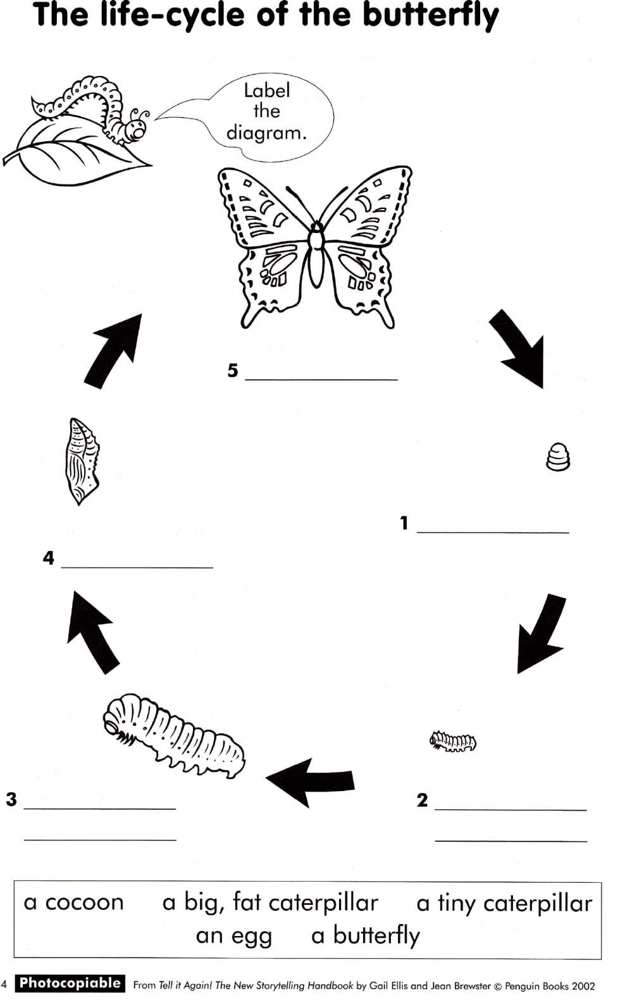 The life-cycle of the butterfly
Label
the
diagram.
5
1
4
3
2
a cocoon a big, fat caterpillar a tiny caterpillar
an egg a butterfly
4 Photocopiable From Tell it Again! The New Storytelling Handbook by Gail Ellis and Jean Brewster © Penguin Books 2002